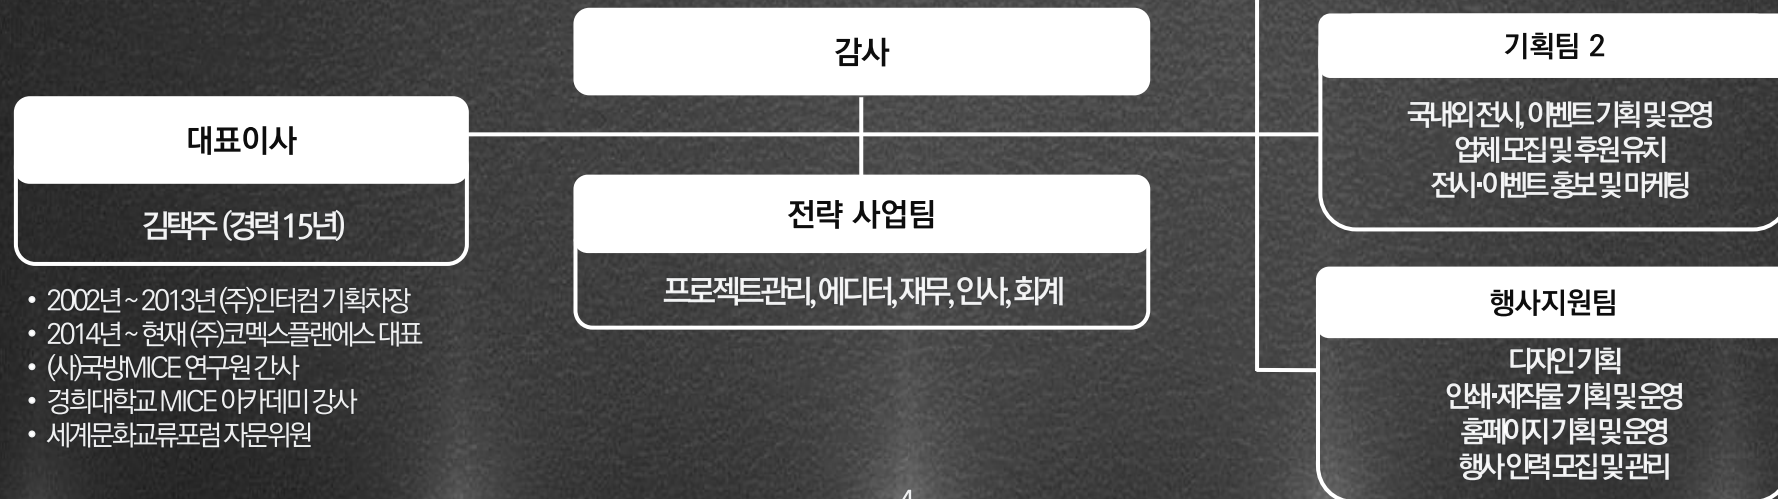 감사
대표이사
김택주 (경력 15년)
• 2002년 ~ 2013년 (주)인터컴 기획차장
• 2014년 ~ 현재 (주)코멕스플랜에스 대표
• (사)국방MICE 연구원 간사
• 경희대학교 MICE 아카데미 강사
• 세계문화교류포럼 자문위원
전략 사업팀
프로젝트관리, 에디터, 재무, 인사, 회계
기획팀 2
국내외 전시, 이벤트 기획 및 운영
업체 모집 및 후원 유치
전시·이벤트 홍보 및 마케팅
행사지원팀
디자인 기획
인쇄·제작물 기획 및 운영
홈페이지 기획 및 운영
행사 인력 모집 및 관리
4